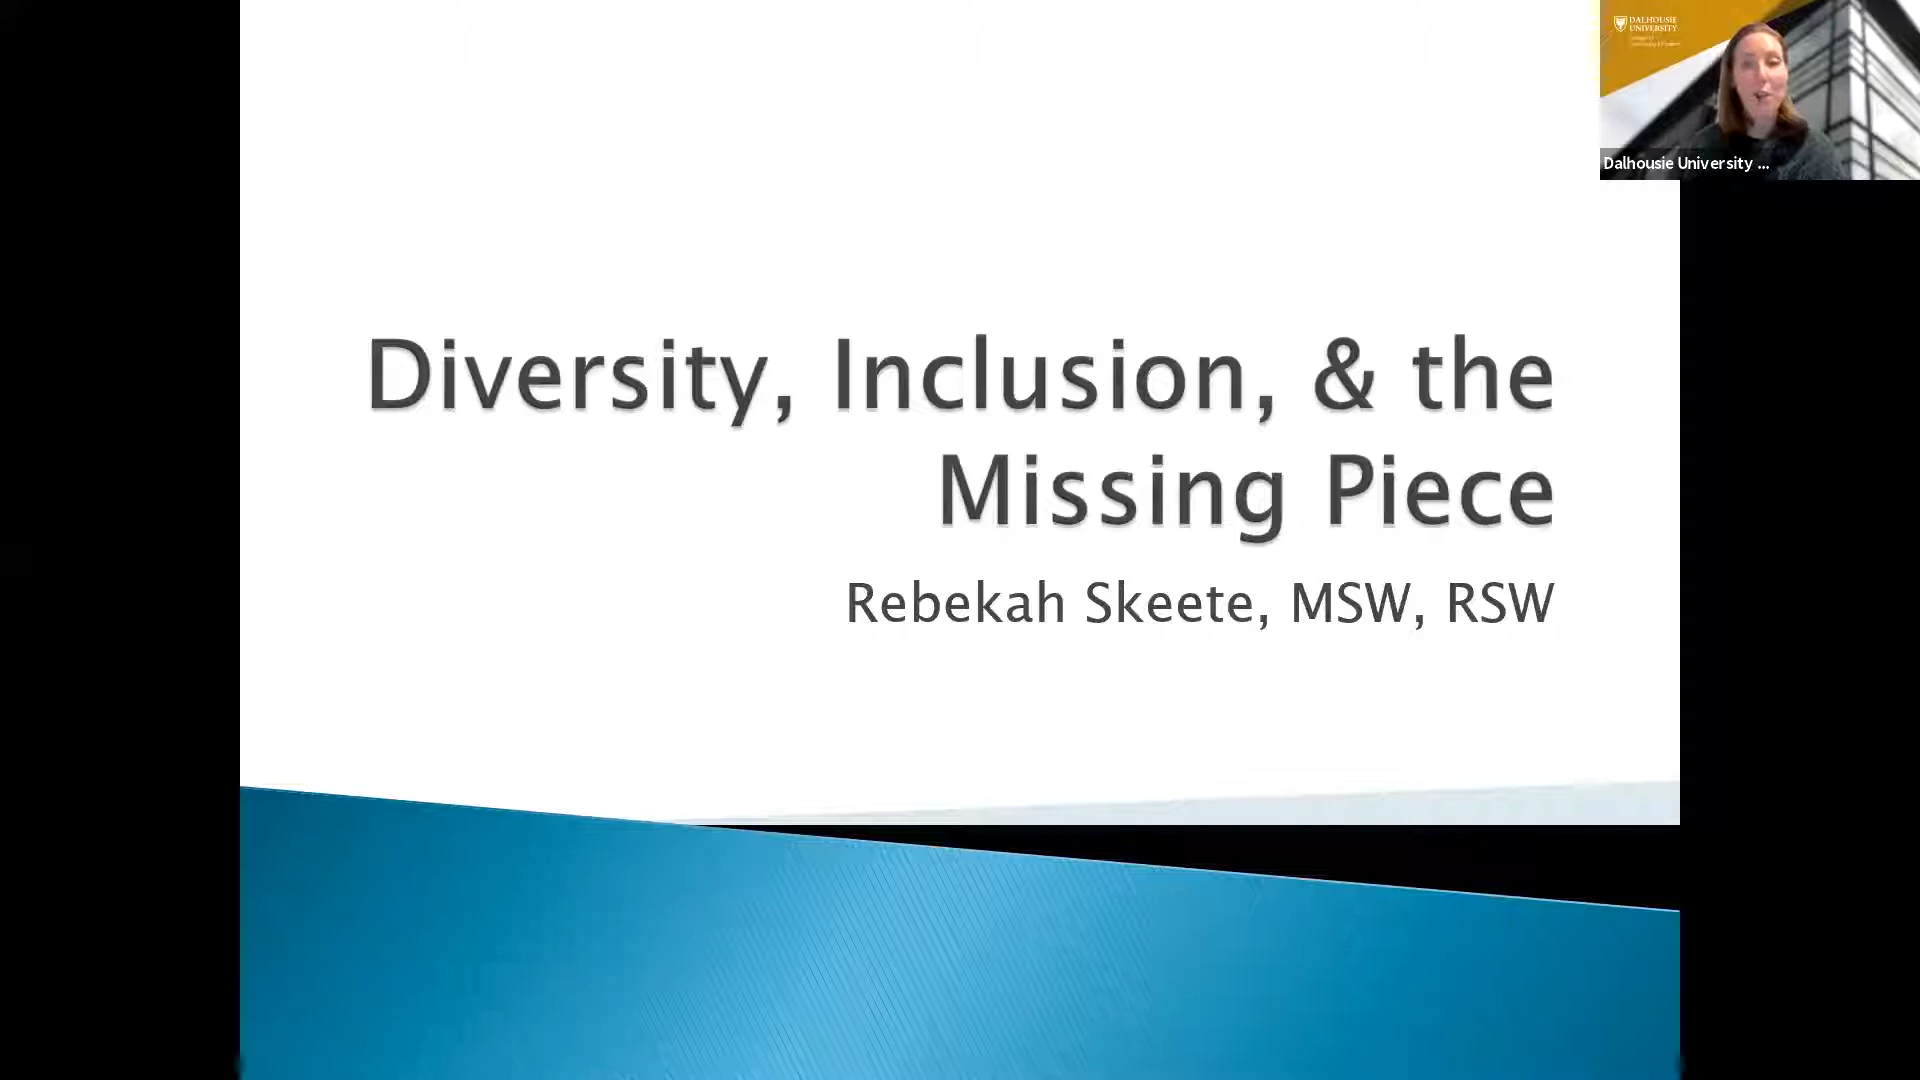 DALHOUSIE
UNIVERSITY
Dalhousie University ...
Diversity, Inclusion, & the
Missing Piece
Rebekah Skeete, MSW, RSW